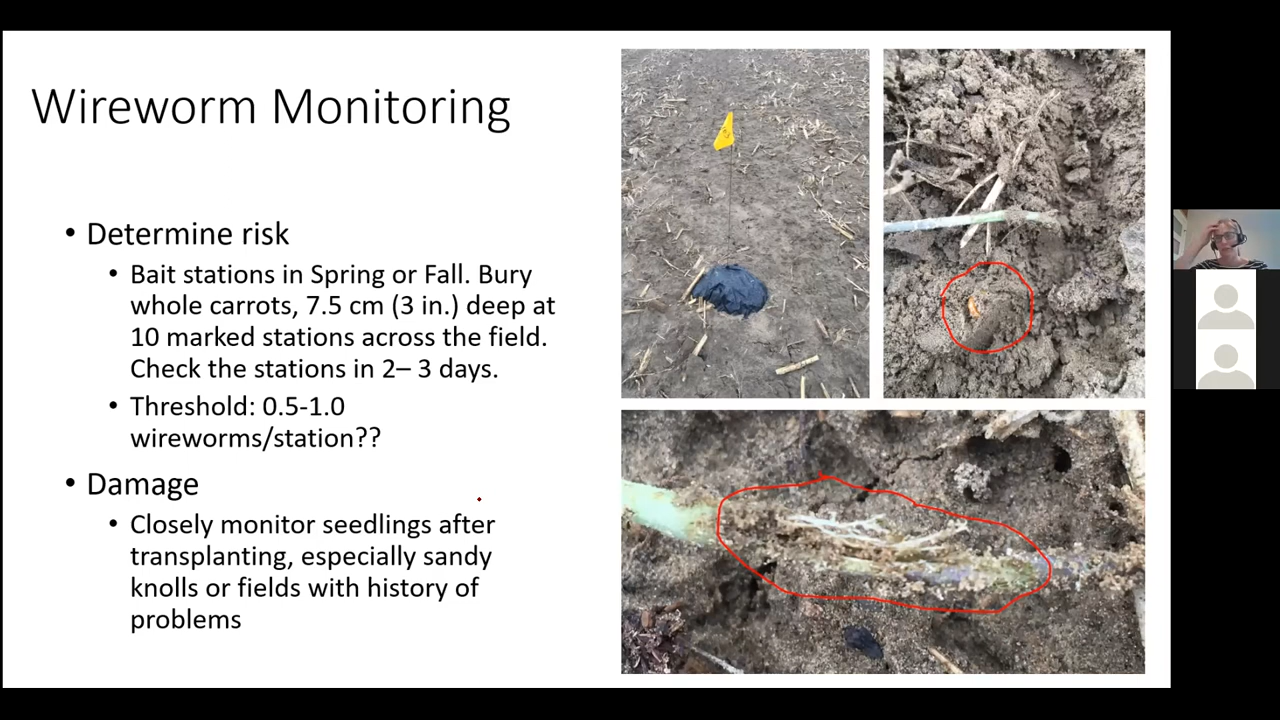 Wireworm Monitoring
• Determine risk
• Bait stations in Spring or Fall. Bury
whole carrots, 7.5 cm (3 in.) deep at
10 marked stations across the field.
Check the stations in 2– 3 days.
• Threshold: 0.5-1.0
wireworms/station??
• Damage
• Closely monitor seedlings after
transplanting, especially sandy
knolls or fields with history of
problems